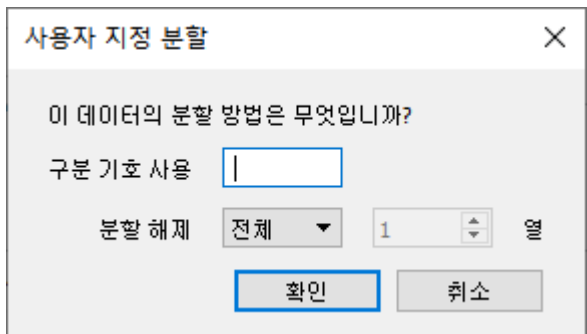 사용자 지정 분할
이 데이터의 분할 방법은 무엇입니까?
구분 기호 사용
분할 해제 전체 1 열
확인 취소